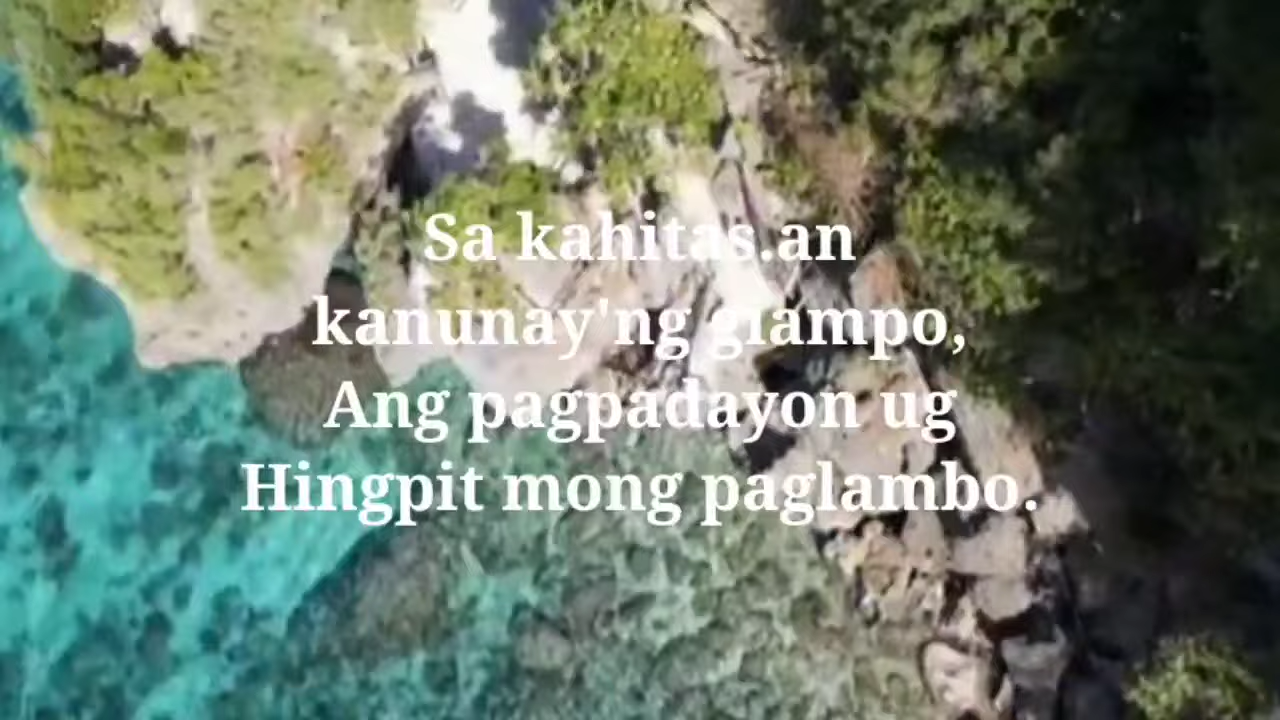 Sa kahitas.an
kanunay'ng giampo,
Ang pagpadayon ug
Hingpit mong paglambo.